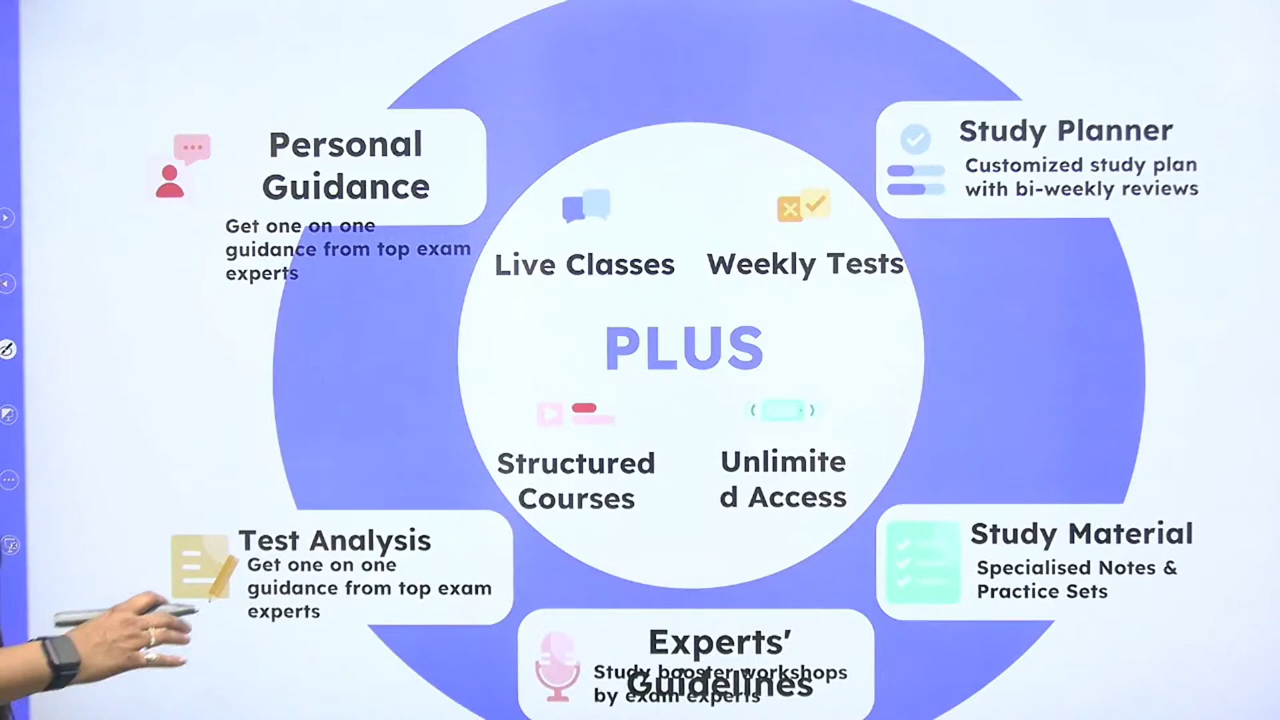 Personal
Guidance
Get one on one
guidance from top exam
experts
Study Planner
Customized study plan
with bi-weekly reviews
Live Classes
Weekly Tests
PLUS
Structured
Courses
Unlimite
d Access
Test Analysis
Get one on one
guidance from top exam
experts
Study Material
Specialised Notes &
Practice Sets
Experts'
Guidelines
Study booster workshops
by exam experts